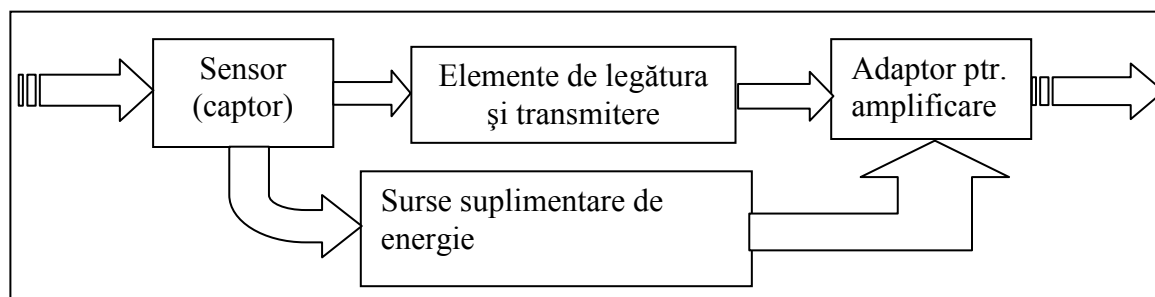 Sensor
(captor)
Elemente de legătura
şi transmitere
Adaptor ptr.
amplificare
Surse suplimentare de
energie